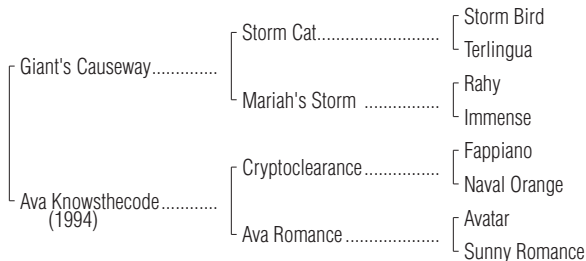 Storm Bird
Storm Cat..............................
Terlingua
Giant's Causeway.............
Rahy
Mariah's Storm ..................
Immense
Fappiano
Cryptoclearance..................
Naval Orange
Ava Knowsthecode...........
(1994)
Avatar
Ava Romance ......................
Sunny Romance